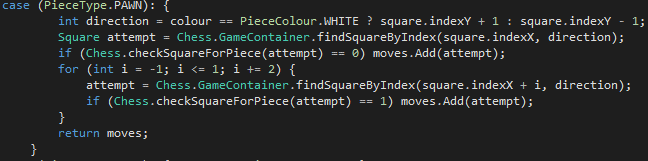 case (PieceType.PAWN): {
int direction = colour == PieceColour.WHITE ? square.indexY + 1 : square.indexY - 1;
Square attempt = Chess.GameContainer.findSquareByIndex(square.indexX, direction);
if (Chess.checkSquareForPiece(attempt) == 0) moves.Add(attempt);
for (int i = -1; i <= 1; i += 2) {
attempt = Chess.GameContainer.findSquareByIndex(square.indexX + i, direction);
if (Chess.checkSquareForPiece(attempt) == 1) moves.Add(attempt);
}
return moves;
}